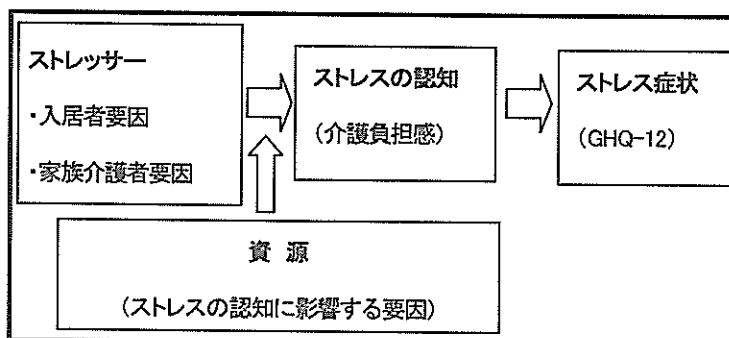 ストレッサー
・入居者要因
・家族介護者要因
ストレスの認知
(介護負担感)
ストレス症状
(GHQ-12)
資 源
(ストレスの認知に影響する要因)